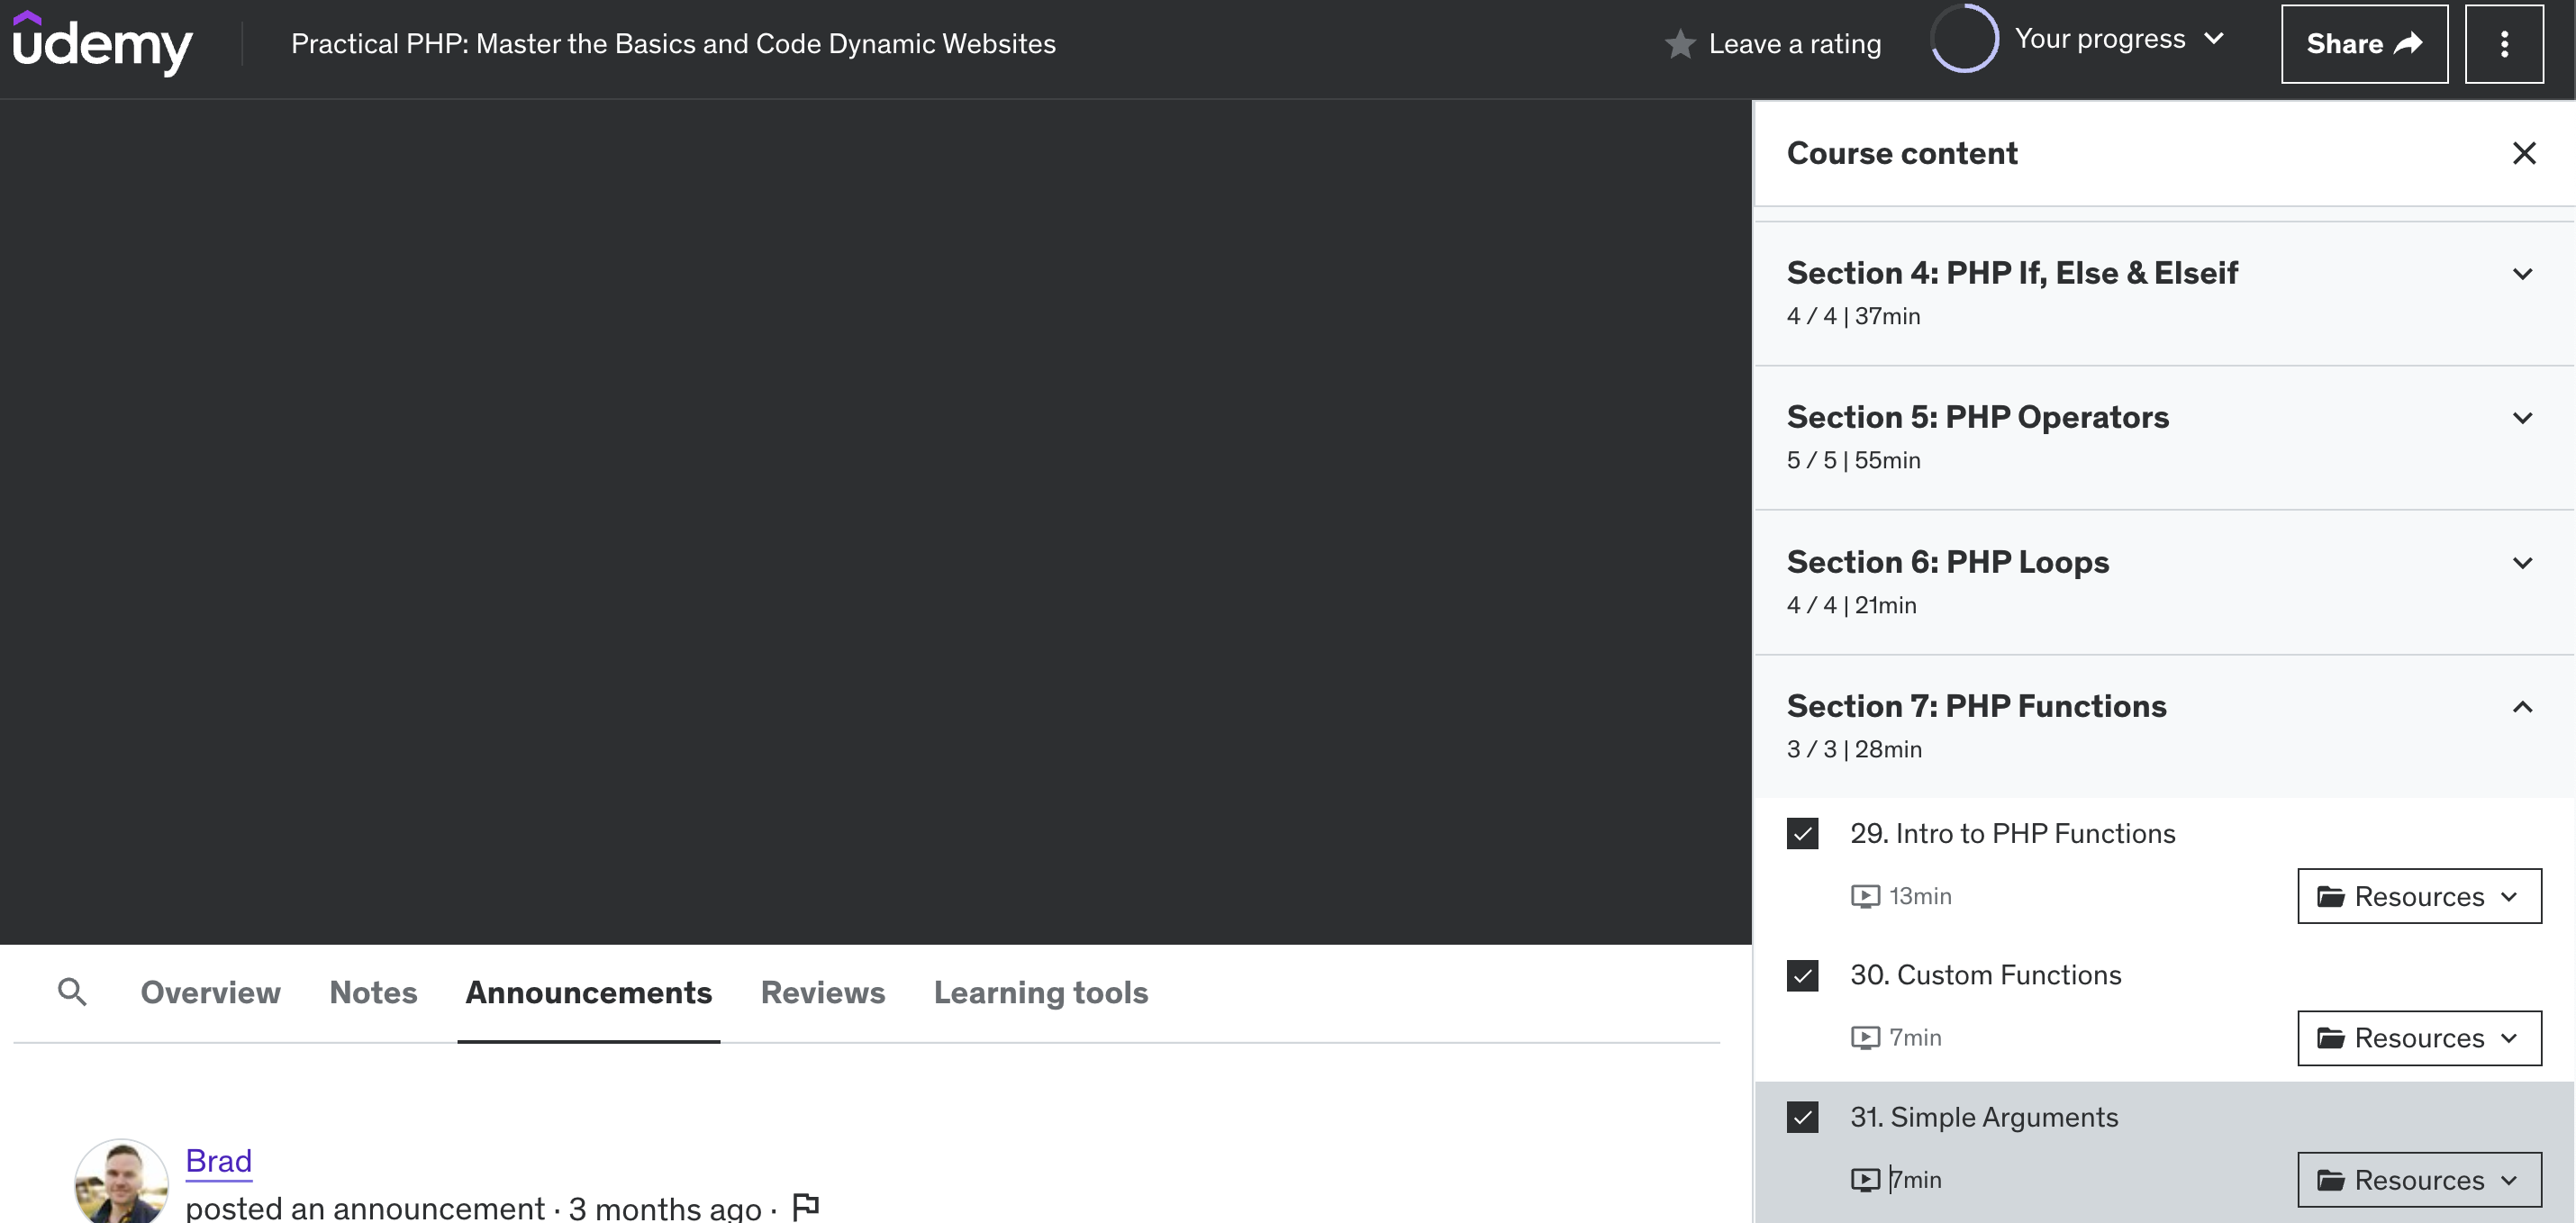 udemy
Practical PHP: Master the Basics and Code Dynamic Websites
Leave a rating
Your progress
Share
Course content
Section 4: PHP If, Else & Elseif
4 / 4 | 37min
Section 5: PHP Operators
5 / 5 | 55min
Section 6: PHP Loops
4 / 4 | 21min
Section 7: PHP Functions
3 / 3 | 28min
29. Intro to PHP Functions
13min
Resources
30. Custom Functions
7min
Resources
31. Simple Arguments
7min
Resources
Overview Notes Announcements Reviews Learning tools
Brad
posted an announcement · 3 months ago ·